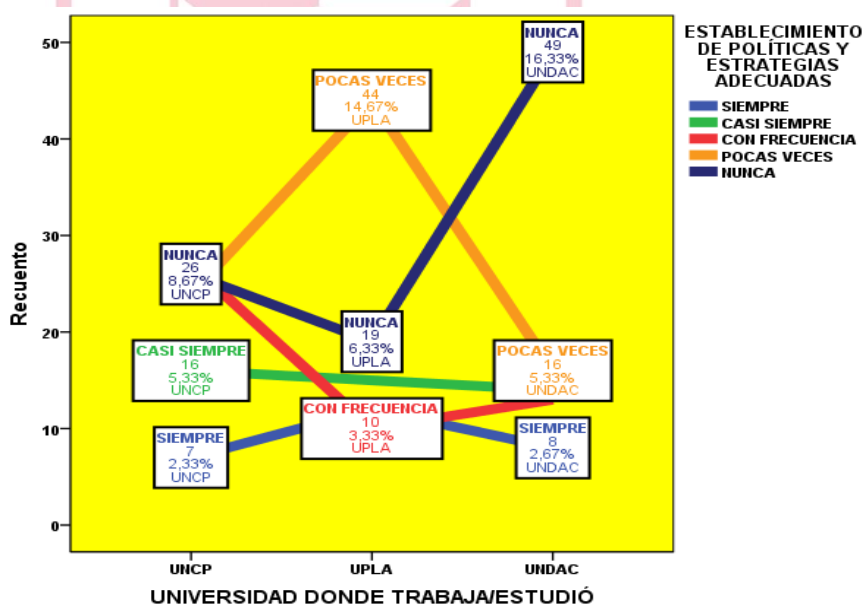 ESTABLECIMIENTO
DE POLÍTICAS Y
ESTRATEGIAS
ADECUADAS
SIEMPRE
CASI SIEMPRE
CON FRECUENCIA
POCAS VECES
NUNCA
Recuento
50
40
30
20
10
0
NUNCA
49
16,33%
UNDAC
POCAS VECES
44
14,67%
UPLA
NUNCA
26
8,67%
UNCP
NUNCA
19
6,33%
UPLA
CASI SIEMPRE
16
5,33%
UNCP
POCAS VECES
16
5,33%
UNDAC
CON FRECUENCIA
10
3,33%
UPLA
SIEMPRE
7
2,33%
UNCP
SIEMPRE
8
2,67%
UNDAC
UNCP
UPLA
UNDAC
UNIVERSIDAD DONDE TRABAJA/ESTUDIÓ